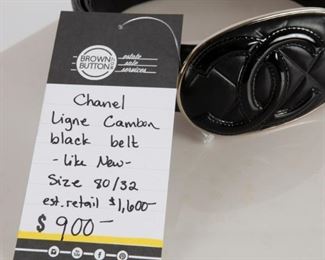 BROWN
BUTTON
estate
sale
services
Chanel
Ligne Cambon
black belt
- Like New -
Size 80/32
est. retail $1,600-
$900-